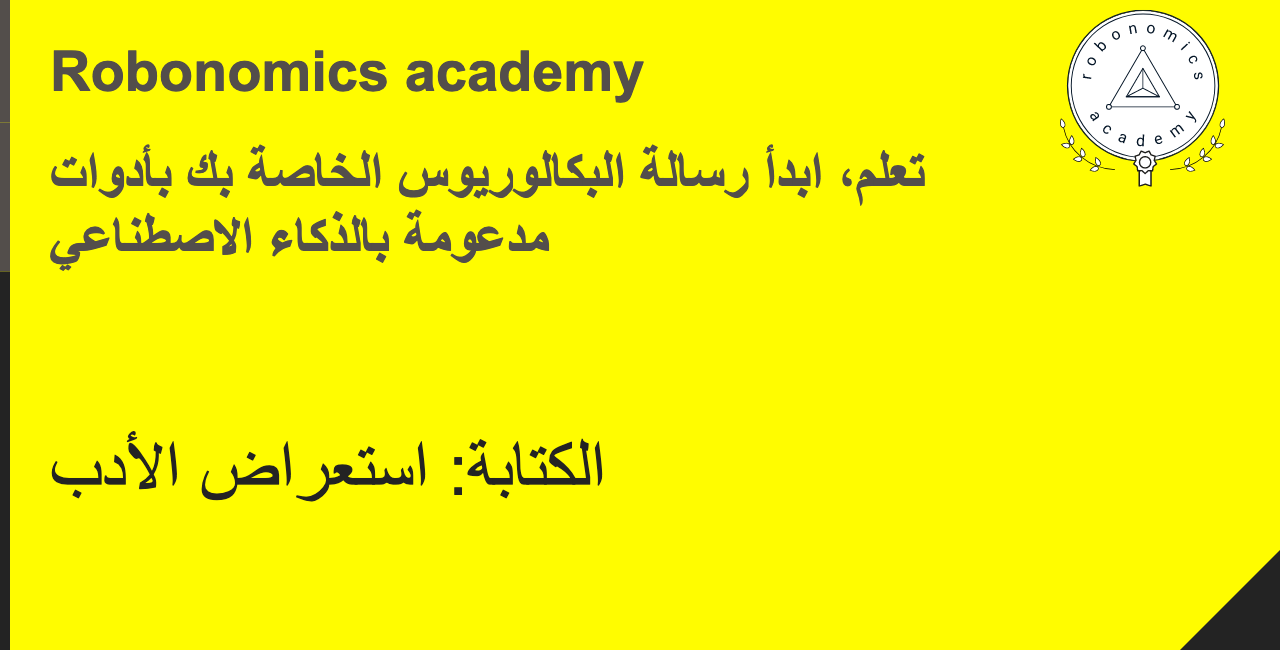 Robonomics academy
robonomics
academy
تعلم، ابدأ رسالة البكالوريوس الخاصة بك بأدوات
مدعومة بالذكاء الاصطناعي
الكتابة: استعراض الأدب